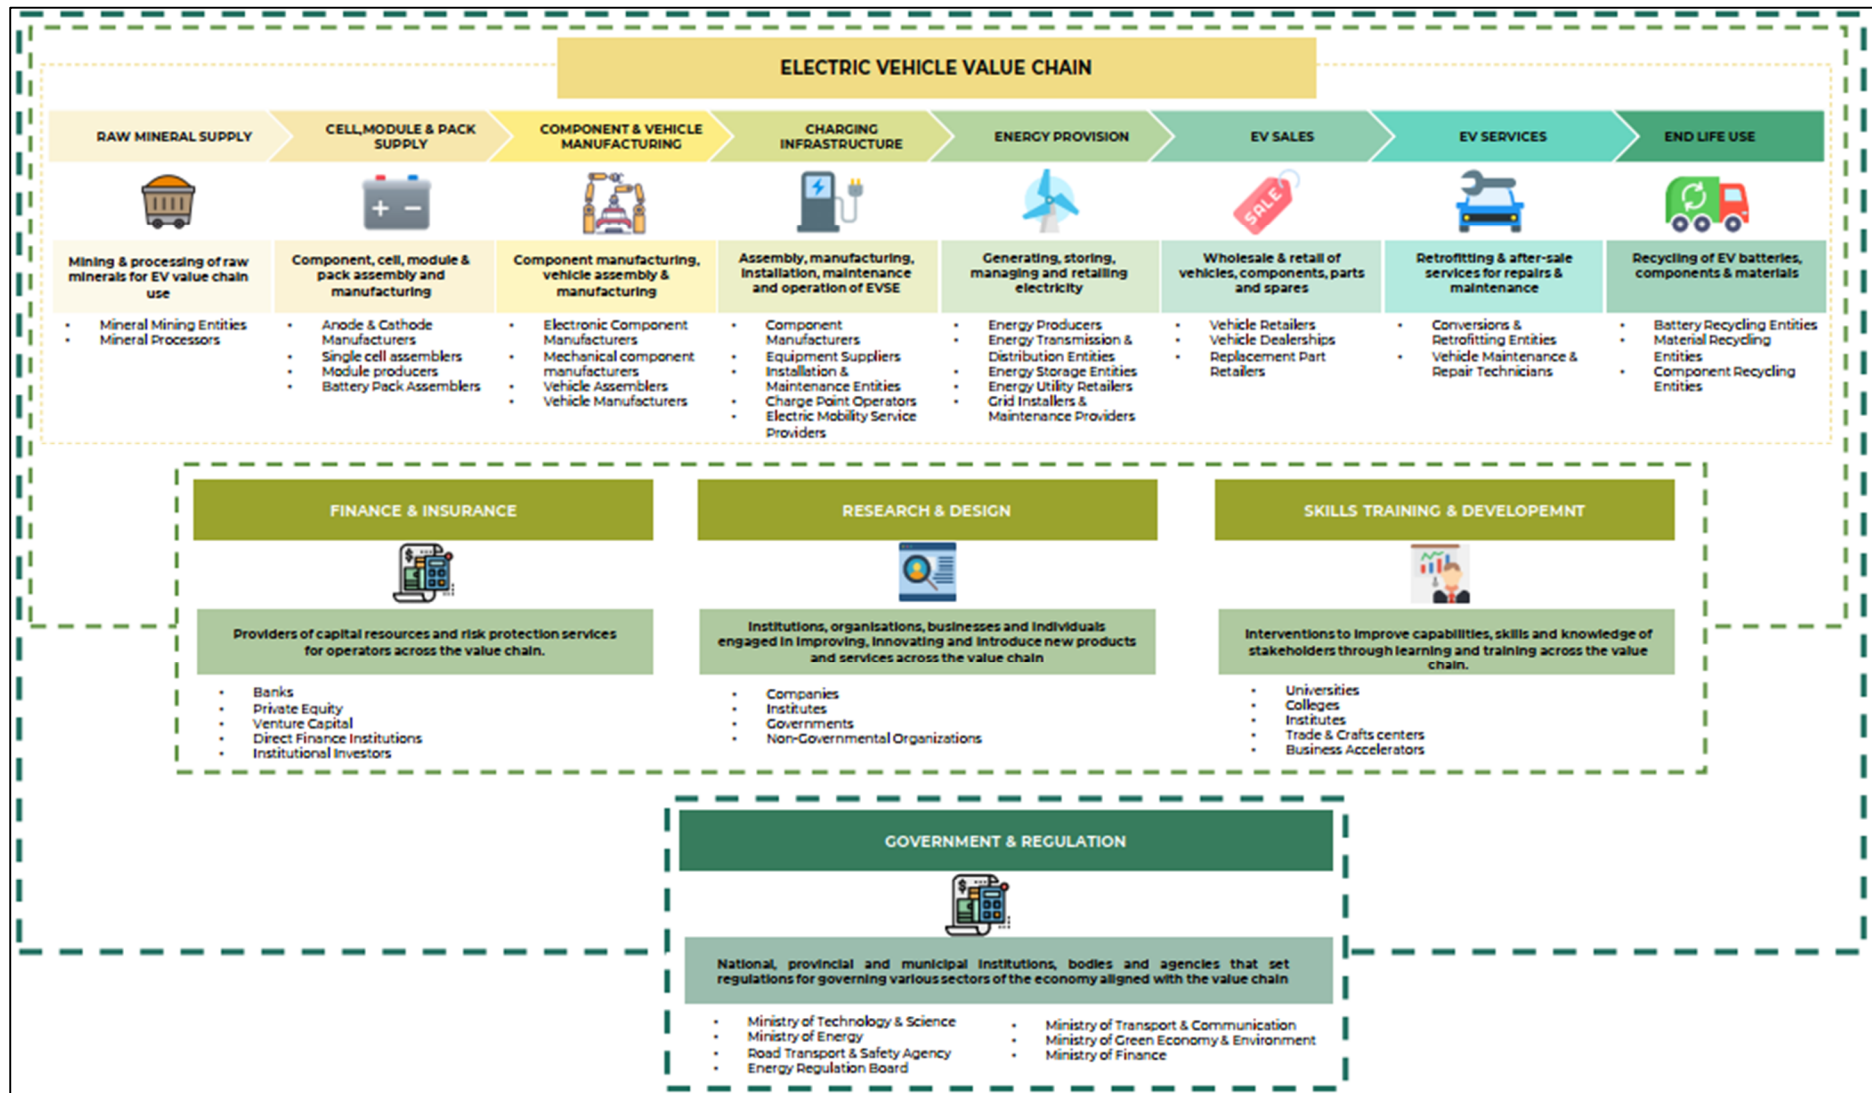 ELECTRIC VEHICLE VALUE CHAIN
RAW MINERAL SUPPLY
CELL,MODULE & PACK
SUPPLY
COMPONENT & VEHICLE
MANUFACTURING
CHARGING
INFRASTRUCTURE
ENERGY PROVISION
EV SALES
EV SERVICES
END LIFE USE
SALE
Mining & processing of raw
minerals for EV value chain
use
Component, cell, module &
pack assembly and
manufacturing
Component manufacturing,
vehicle assembly &
manufacturing
Assembly, manufacturing,
installation, maintenance
and operation of EVSE
Generating, storing,
managing and retailing
electricity
Wholesale & retail of
vehicles, components, parts
and spares
Retrofitting & after-sale
services for repairs &
maintenance
Recycling of EV batteries,
components & materials
• Mineral Mining Entities
• Mineral Processors
• Anode & Cathode
Manufacturers
• Single cell assemblers
• Module producers
• Battery Pack Assemblers
• Electronic Component
Manufacturers
• Mechanical component
manufacturers
• Vehicle Assemblers
• Vehicle Manufacturers
• Component
Manufacturers
• Equipment Suppliers
• Installation &
Maintenance Entities
• Charge Point Operators
• Electric Mobility Service
Providers
• Energy Producers
• Energy Transmission &
Distribution Entities
• Energy Storage Entities
• Energy Utility Retailers
• Grid Installers &
Maintenance Providers
• Vehicle Retailers
• Vehicle Dealerships
• Replacement Part
Retailers
• Conversions &
Retrofitting Entities
• Vehicle Maintenance &
Repair Technicians
• Battery Recycling Entities
• Material Recycling
Entities
• Component Recycling
Entities
FINANCE & INSURANCE
Providers of capital resources and risk protection services
for operators across the value chain.
• Banks
• Private Equity
• Venture Capital
• Direct Finance Institutions
• Institutional Investors
RESEARCH & DESIGN
Institutions, organisations, businesses and individuals
engaged in improving, innovating and introduce new products
and services across the value chain
• Companies
• Institutes
• Governments
• Non-Governmental Organizations
SKILLS TRAINING & DEVELOPEMNT
Interventions to improve capabilities, skills and knowledge of
stakeholders through learning and training across the value
chain.
• Universities
• Colleges
• Institutes
• Trade & Crafts centers
• Business Accelerators
GOVERNMENT & REGULATION
National, provincial and municipal institutions, bodies and agencies that set
regulations for governing various sectors of the economy aligned with the value chain
• Ministry of Technology & Science
• Ministry of Energy
• Road Transport & Safety Agency
• Energy Regulation Board
• Ministry of Transport & Communication
• Ministry of Green Economy & Environment
• Ministry of Finance